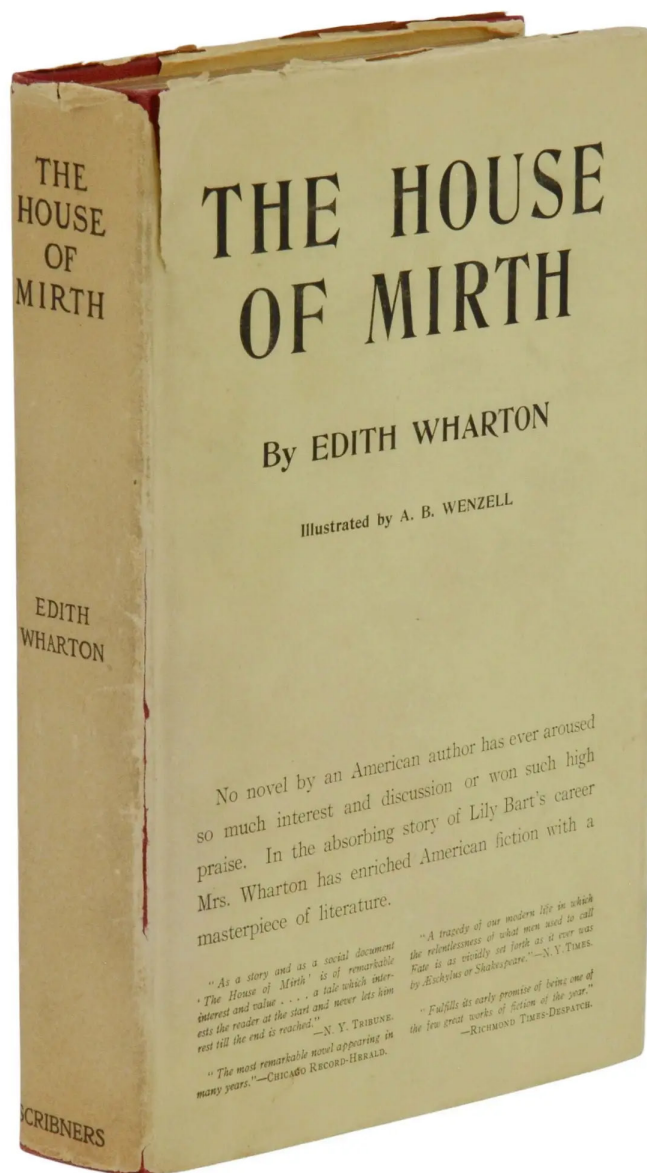 THE
HOUSE
OF
MIRTH
EDITH
WHARTON
SCRIBNERS
THE HOUSE
OF MIRTH
By EDITH WHARTON
Illustrated by A. B. WENZELL
No novel by an American author has ever aroused
so much interest and discussion or won such high
praise. In the absorbing story of Lily Bart's career
Mrs. Wharton has enriched American fiction with a
masterpiece of literature.
"As a story and as a social document
'The House of Mirth' is of remarkable
interest and value . . . . a tale which inter-
ests the reader at the start and never lets him
rest till the end is reached."
—N. Y. TRIBUNE.
"The most remarkable novel appearing in
many years."—CHICAGO RECORD-HERALD.
"A tragedy of our modern life in which
the relentlessness of what men used to call
Fate is as vividly set forth as it ever was
by Æschylus or Shakespeare."—N. Y. TIMES.
"Fulfills its early promise of being one of
the few great works of fiction of the year."
—RICHMOND TIMES-DESPATCH.